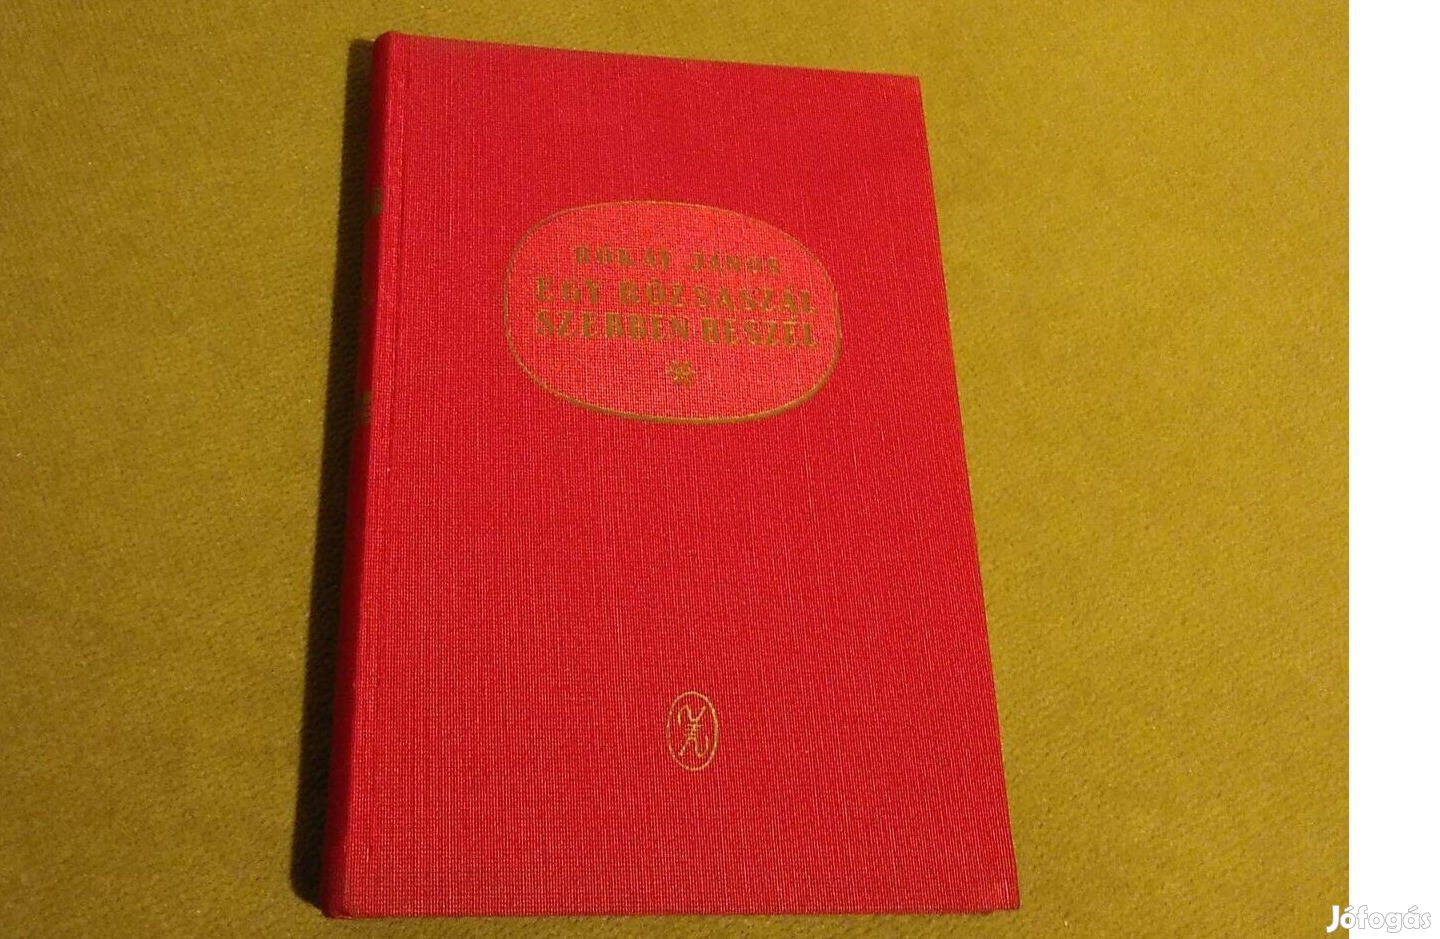 RÓKAY JÁNOS
EGY RÓZSASZÁL
SZEBBEN BESZÉL
Jófogás